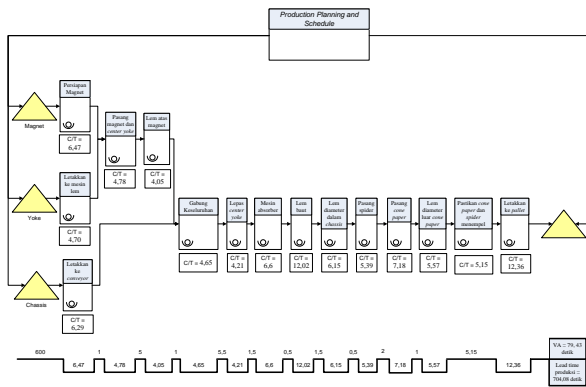 Production Planning and
Schedule
Persiapan
Magnet
C/T =
6,47
Magnet
Pasang
magnet dan
center yoke
C/T =
4,78
Lem atas
magnet
C/T =
4,05
Letakkan
ke mesin
lem
C/T =
4,70
Yoke
Letakkan
ke
conveyor
C/T =
6,29
Chassis
Gabung
Keseluruhan
C/T = 4,65
Lepas
center
yoke
C/T =
4,21
Mesin
absorber
C/T =
6,6
Lem
buat
C/T =
12,02
Lem
diameter
dalam
chassis
C/T =
6,15
Pasang
spider
C/T =
5,39
Pasang
cone
paper
C/T =
7,18
Lem
diameter
luar cone
paper
C/T =
5,57
Pastikan cone
paper dan
spider
menempel
C/T = 5,15
Letakkan
ke pallet
C/T =
12,36
600 1 5 1 5,5 1,5 0,5 1,5 0,5 2 1 5,15
6,47 4,78 4,05 4,65 4,21 6,6 12,02 6,15 5,39 7,18 5,57 12,36
VA :: 79, 43
detik
Lead time
produksi ::
704,08 detik